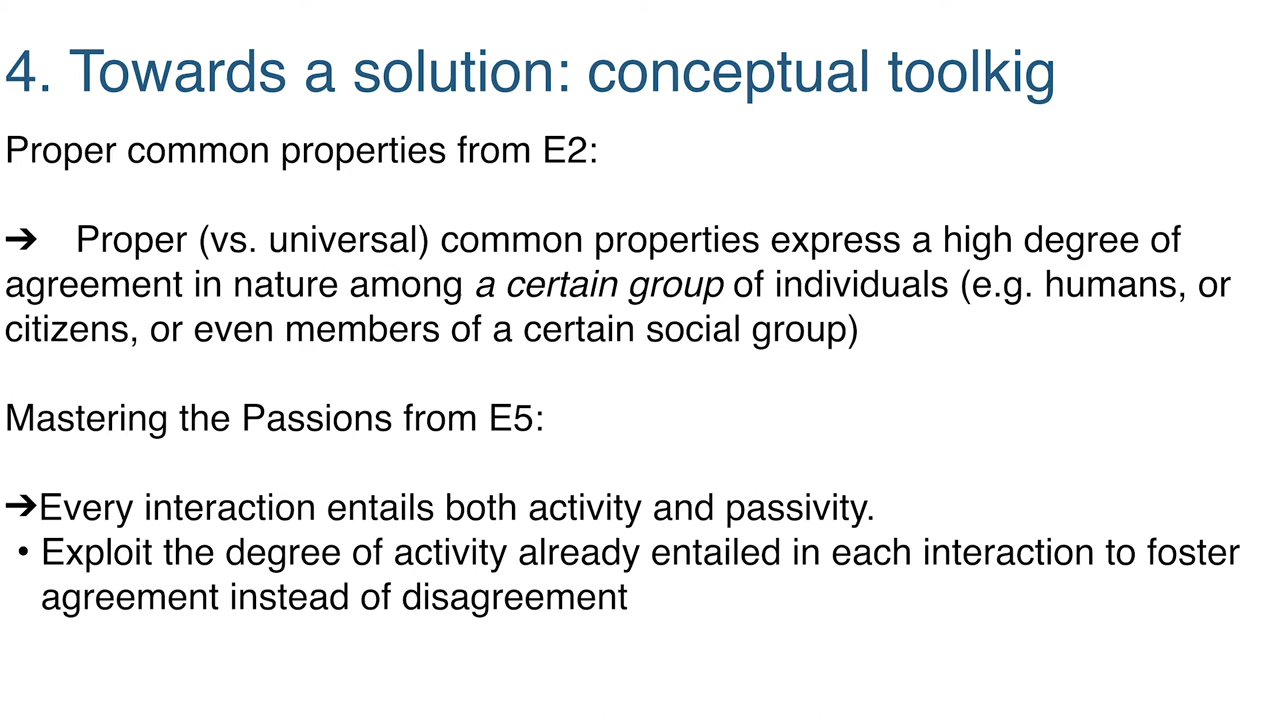 4. Towards a solution: conceptual toolkig
Proper common properties from E2:
➔ Proper (vs. universal) common properties express a high degree of
agreement in nature among a certain group of individuals (e.g. humans, or
citizens, or even members of a certain social group)
Mastering the Passions from E5:
➔Every interaction entails both activity and passivity.
• Exploit the degree of activity already entailed in each interaction to foster
agreement instead of disagreement